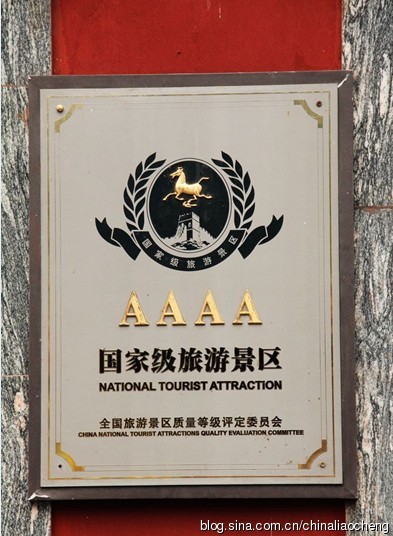 国家级旅游景区
AAAA
国家级旅游景区
NATIONAL TOURIST ATTRACTION
全国旅游景区质量等级评定委员会
CHINA NATIONAL TOURIST ATTRACTIONS QUALITY EVALUATION COMMITTEE
blog.sina.com.cn/chinaliaocheng